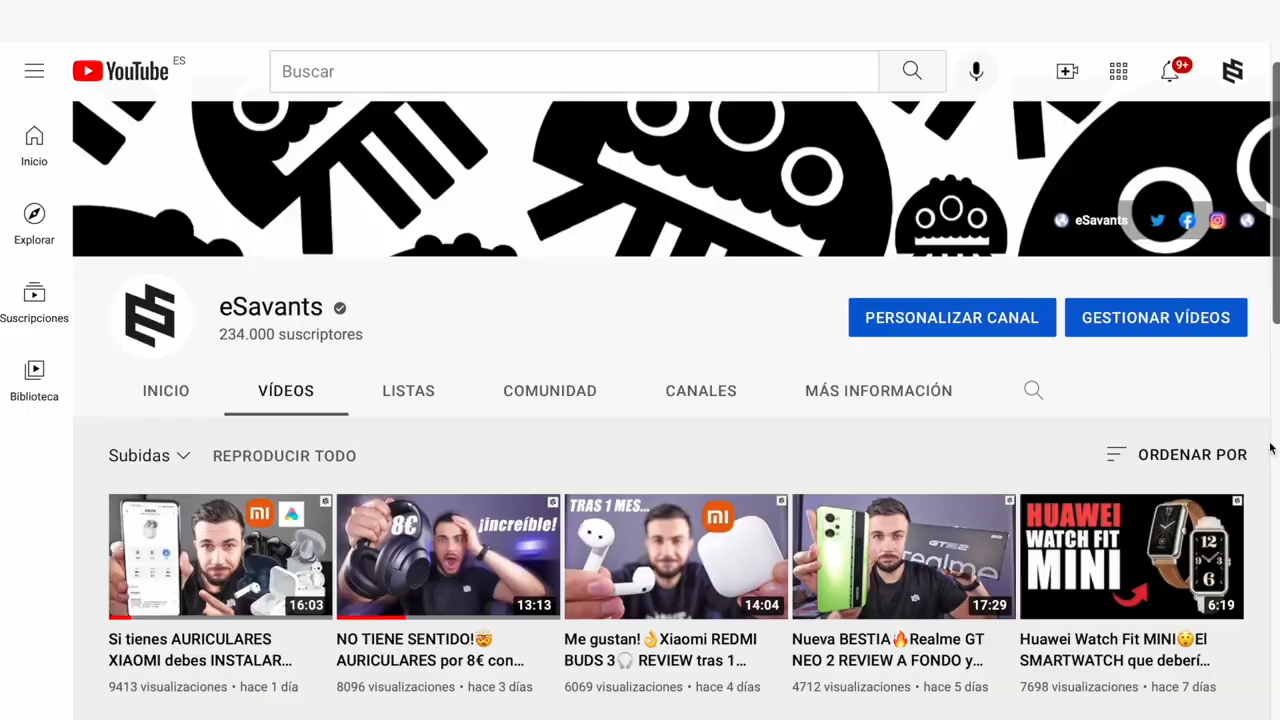 YouTube ES
Buscar
9+
Inicio
Explorar
Suscripciones
Biblioteca
eSavants
eSavants
234.000 suscriptores
PERSONALIZAR CANAL
GESTIONAR VÍDEOS
INICIO
VÍDEOS
LISTAS
COMUNIDAD
CANALES
MÁS INFORMACIÓN
Subidas
REPRODUCIR TODO
ORDENAR POR
16:03
Si tienes AURICULARES
XIAOMI debes INSTALAR...
9413 visualizaciones • hace 1 día
8€
¡increíble!
13:13
NO TIENE SENTIDO!🤯
AURICULARES por 8€ con...
8096 visualizaciones • hace 3 días
TRAS 1 MES...
14:04
Me gustan!👌Xiaomi REDMI
BUDS 3🎧 REVIEW tras 1...
6069 visualizaciones • hace 4 días
GT NEO 2
realme
17:29
Nueva BESTIA🔥Realme GT
NEO 2 REVIEW A FONDO y...
4712 visualizaciones • hace 5 días
HUAWEI
WATCH FIT
MINI
12
6
6:19
Huawei Watch Fit MINI😲El
SMARTWATCH que deberí...
7698 visualizaciones • hace 7 días